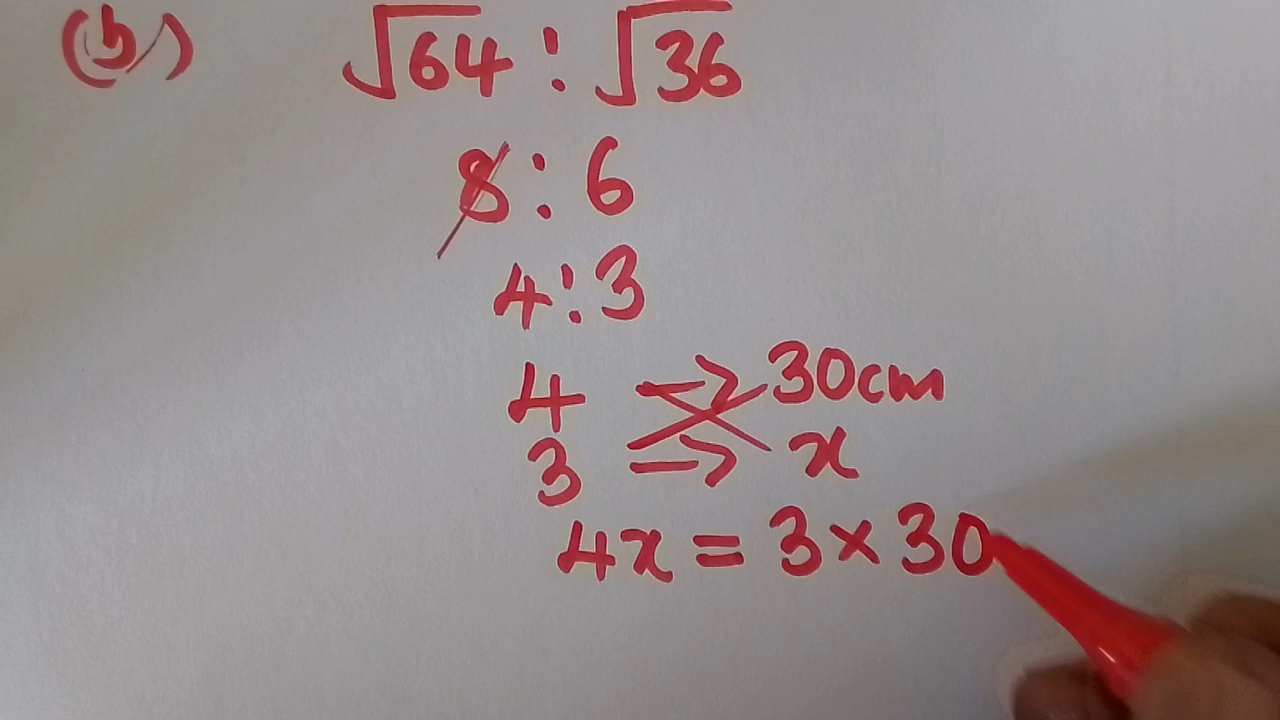 (b) √64 : √36
8 : 6
4 : 3
4 → 30cm
3 → x
4x = 3 × 30